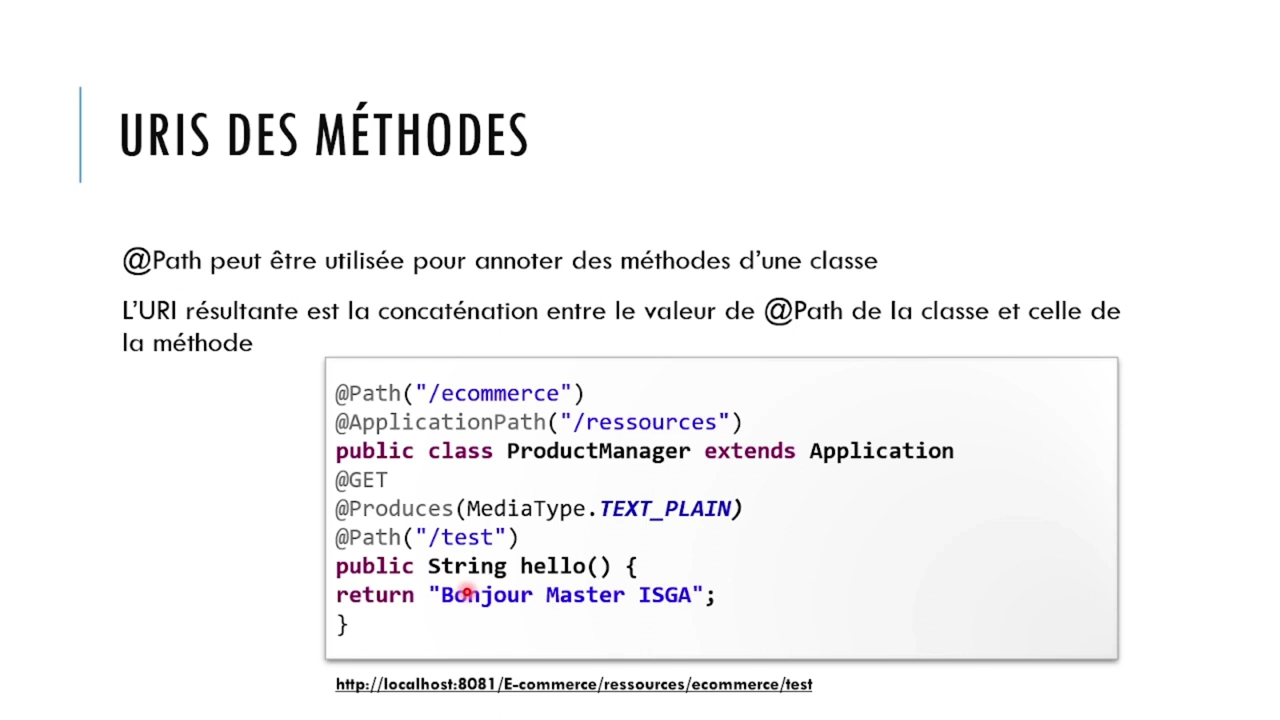 URIS DES MÉTHODES
@Path peut être utilisée pour annoter des méthodes d'une classe
L'URI résultante est la concaténation entre le valeur de @Path de la classe et celle de
la méthode
@Path("/ecommerce")
@ApplicationPath("/ressources")
public class ProductManager extends Application
@GET
@Produces(MediaType.TEXT_PLAIN)
@Path("/test")
public String hello() {
return "Bonjour Master ISGA";
}
http://localhost:8081/E-commerce/ressources/ecommerce/test